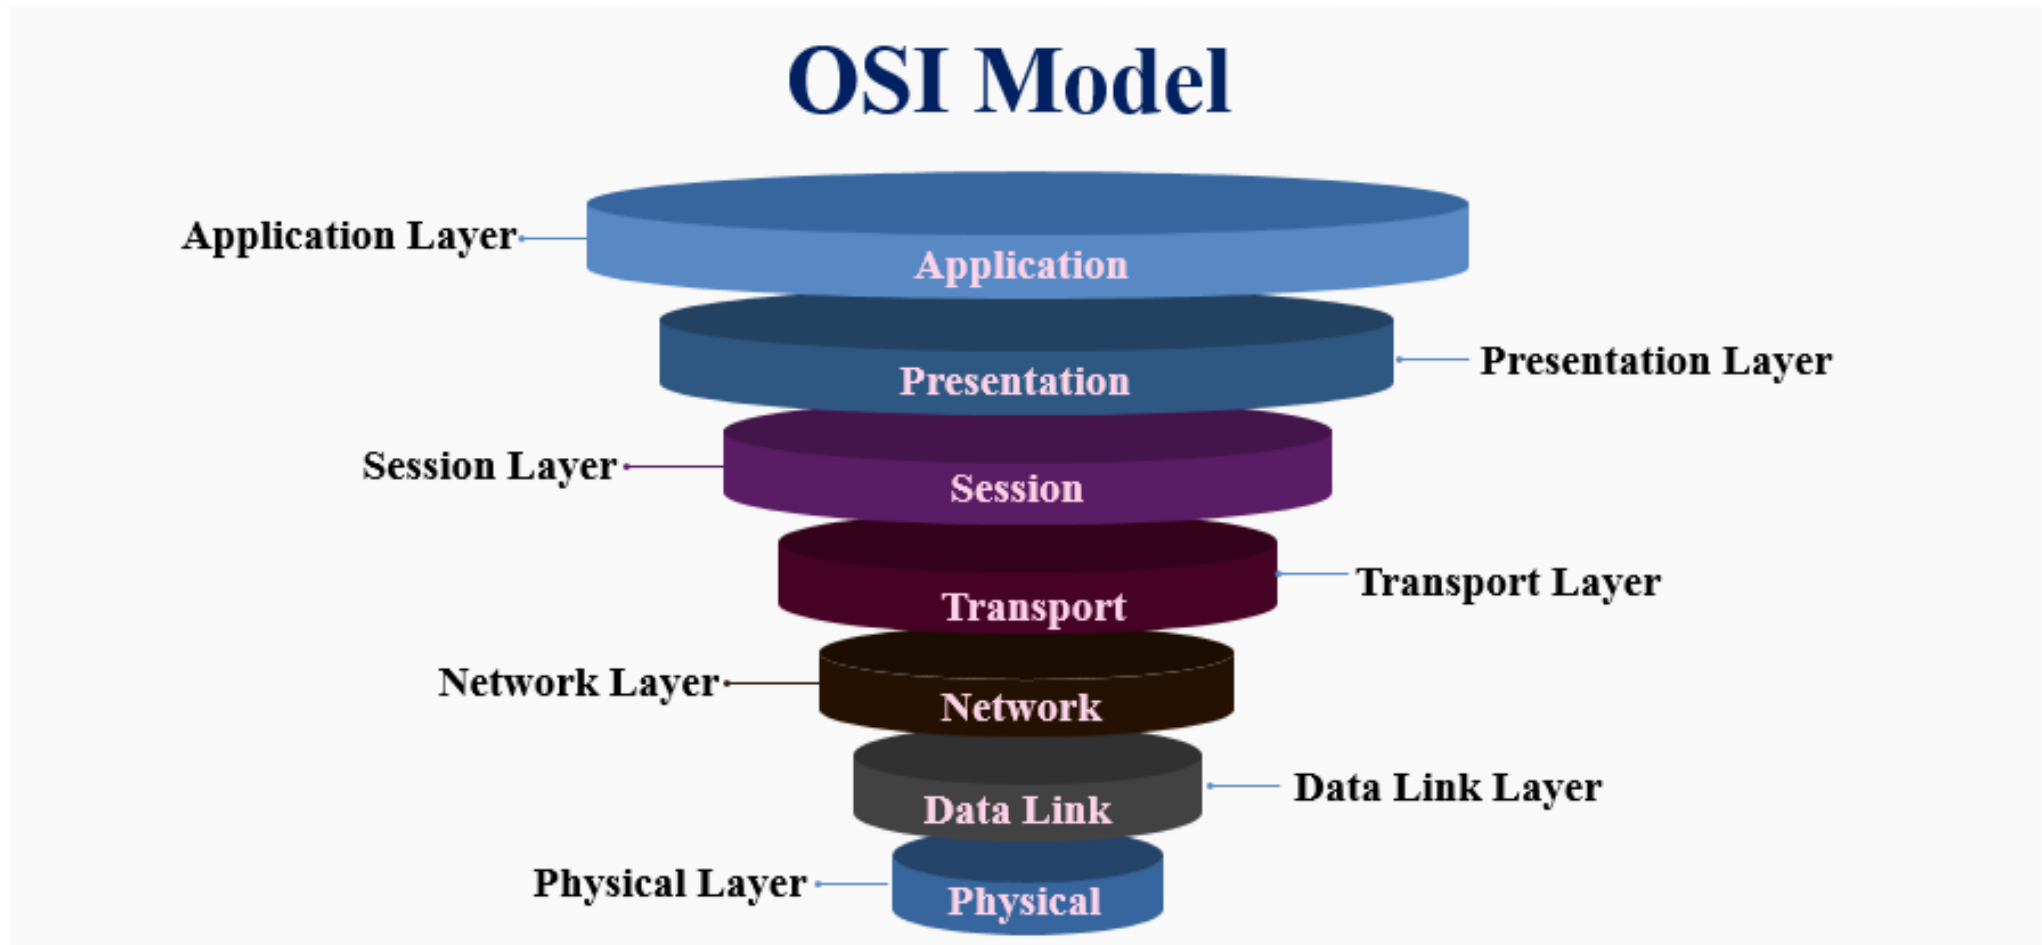 OSI Model
Application Layer
Application
Presentation
Presentation Layer
Session Layer
Session
Transport
Transport Layer
Network Layer
Network
Data Link
Data Link Layer
Physical Layer
Physical